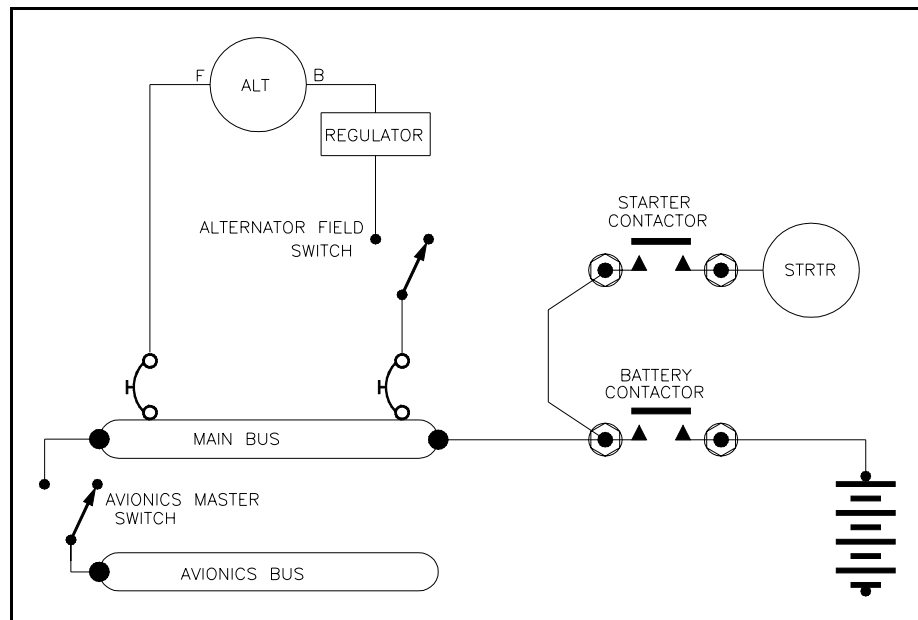 F
ALT
B
REGULATOR
ALTERNATOR FIELD
SWITCH
STARTER
CONTACTOR
STRTR
BATTERY
CONTACTOR
MAIN BUS
AVIONICS MASTER
SWITCH
AVIONICS BUS